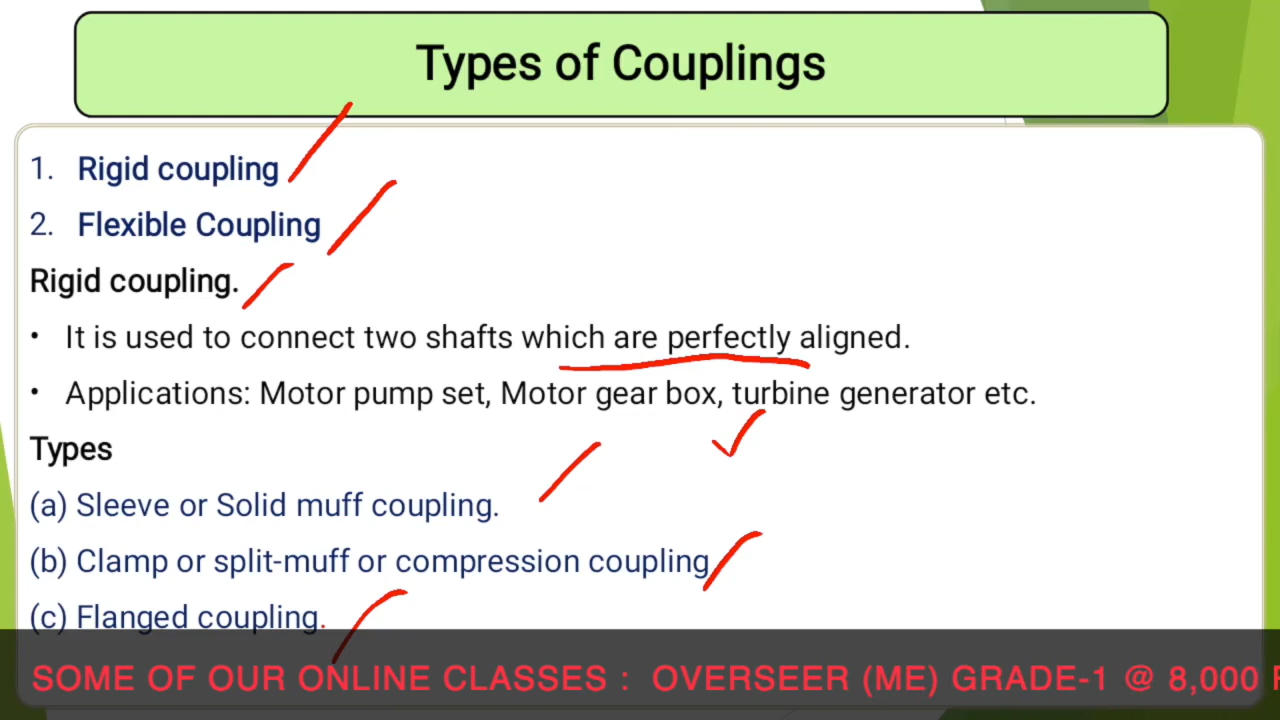 Types of Couplings
1. Rigid coupling
2. Flexible Coupling
Rigid coupling.
• It is used to connect two shafts which are perfectly aligned.
• Applications: Motor pump set, Motor gear box, turbine generator etc.
Types
(a) Sleeve or Solid muff coupling.
(b) Clamp or split-muff or compression coupling
(c) Flanged coupling.
SOME OF OUR ONLINE CLASSES : OVERSEER (ME) GRADE-1 @ 8,000